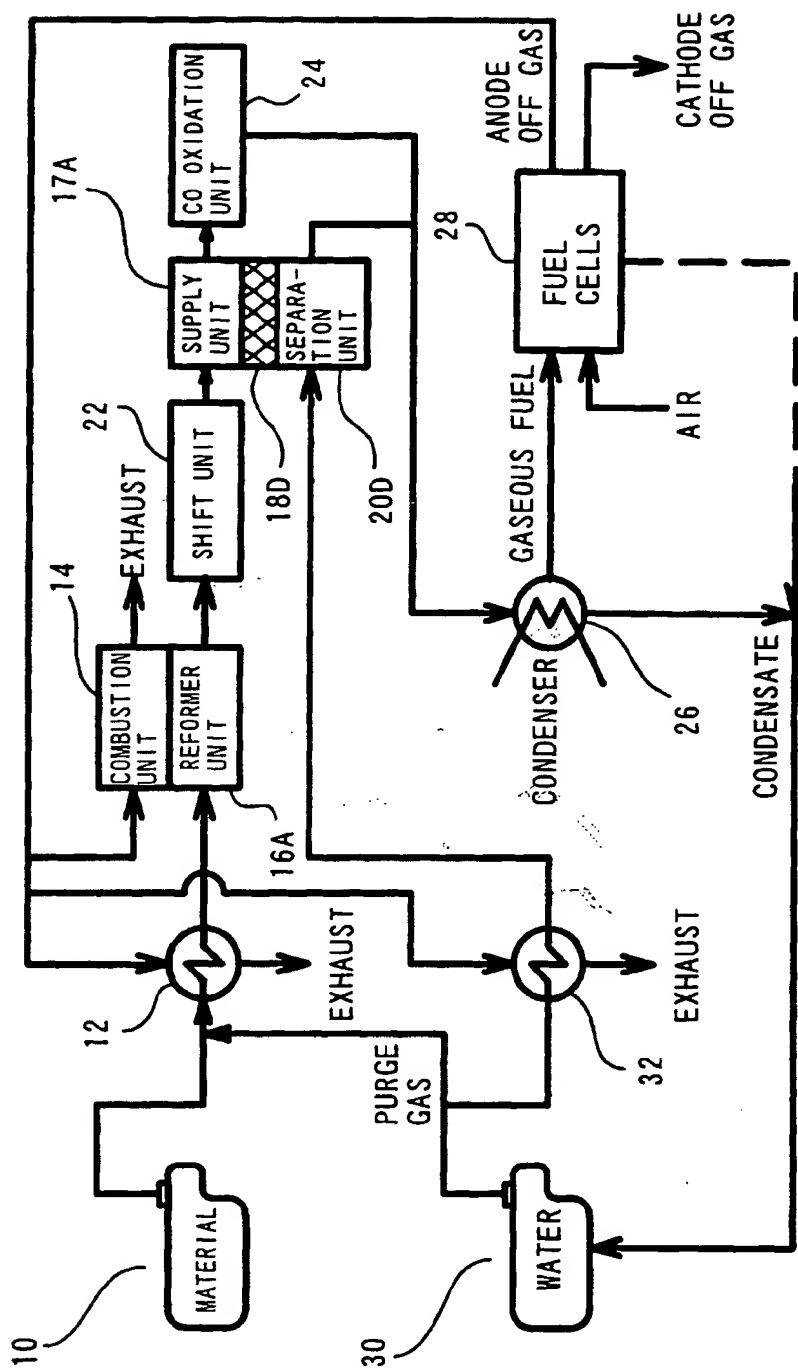 10
MATERIAL
12
EXHAUST
14
COMBUSTION
UNIT
REFORMER
UNIT
16A
EXHAUST
22
SHIFT UNIT
17A
SUPPLY
UNIT
18D
SEPARA-
TION
UNIT
20D
CO OXIDATION
UNIT
24
30
WATER
PURGE
GAS
32
EXHAUST
CONDENSER
26
CONDENSATE
GASEOUS FUEL
AIR
28
FUEL
CELLS
ANODE
OFF GAS
CATHODE
OFF GAS